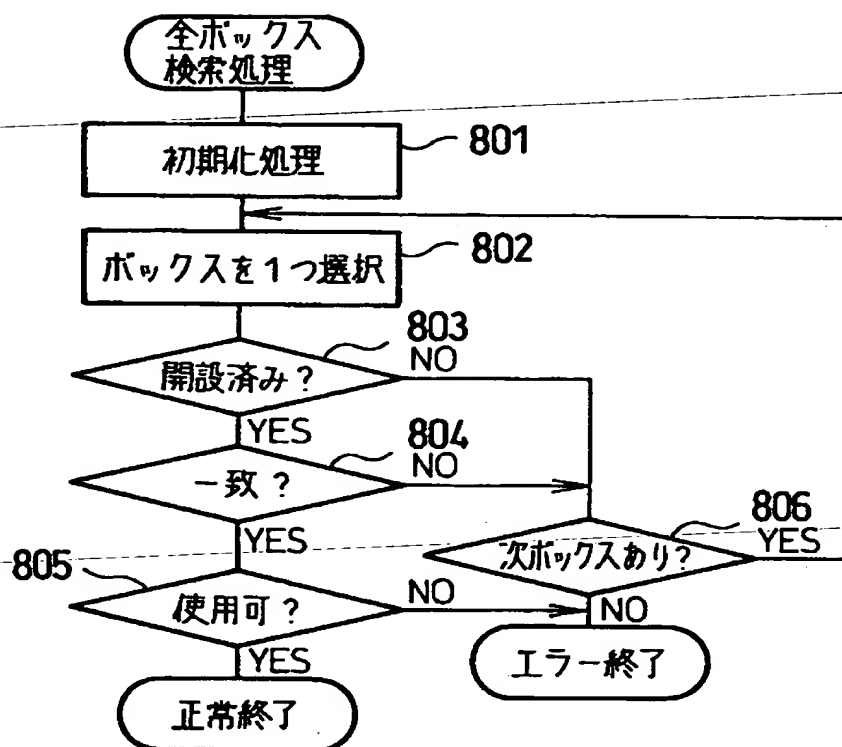 全ボックス
検索処理
初期化処理
801
ボックスを1つ選択
802
開設済み?
803
NO
YES
一致?
804
NO
YES
805
使用可?
NO
YES
正常終了
次ボックスあり?
806
YES
NO
エラー終了